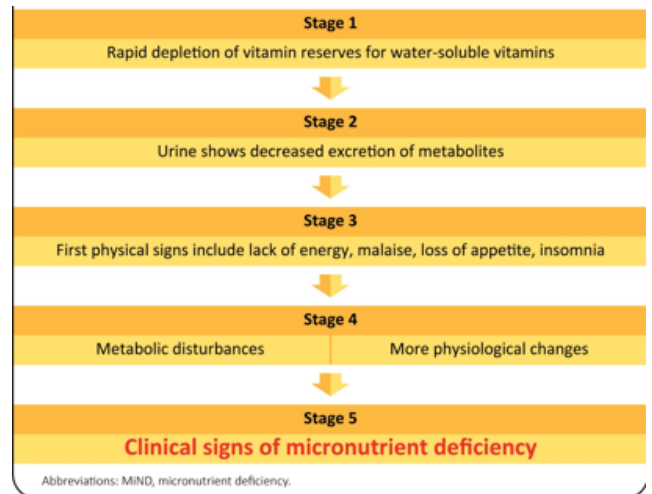 Stage 1
Rapid depletion of vitamin reserves for water-soluble vitamins
Stage 2
Urine shows decreased excretion of metabolites
Stage 3
First physical signs include lack of energy, malaise, loss of appetite, insomnia
Stage 4
Metabolic disturbances
More physiological changes
Stage 5
Clinical signs of micronutrient deficiency
Abbreviations: MiND, micronutrient deficiency.